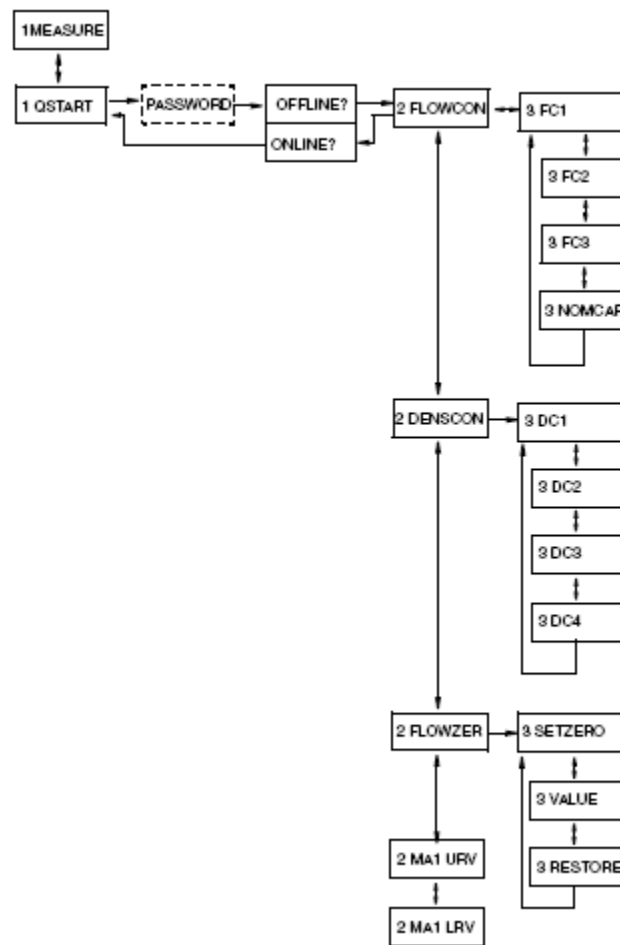 1MEASURE
1 QSTART
PASSWORD
OFFLINE?
ONLINE?
2 FLOWCON
3 FC1
3 FC2
3 FC3
3 NOMCAP
2 DENSCON
3 DC1
3 DC2
3 DC3
3 DC4
2 FLOWZER
3 SETZERO
3 VALUE
3 RESTORE
2 MA1 URV
2 MA1 LRV